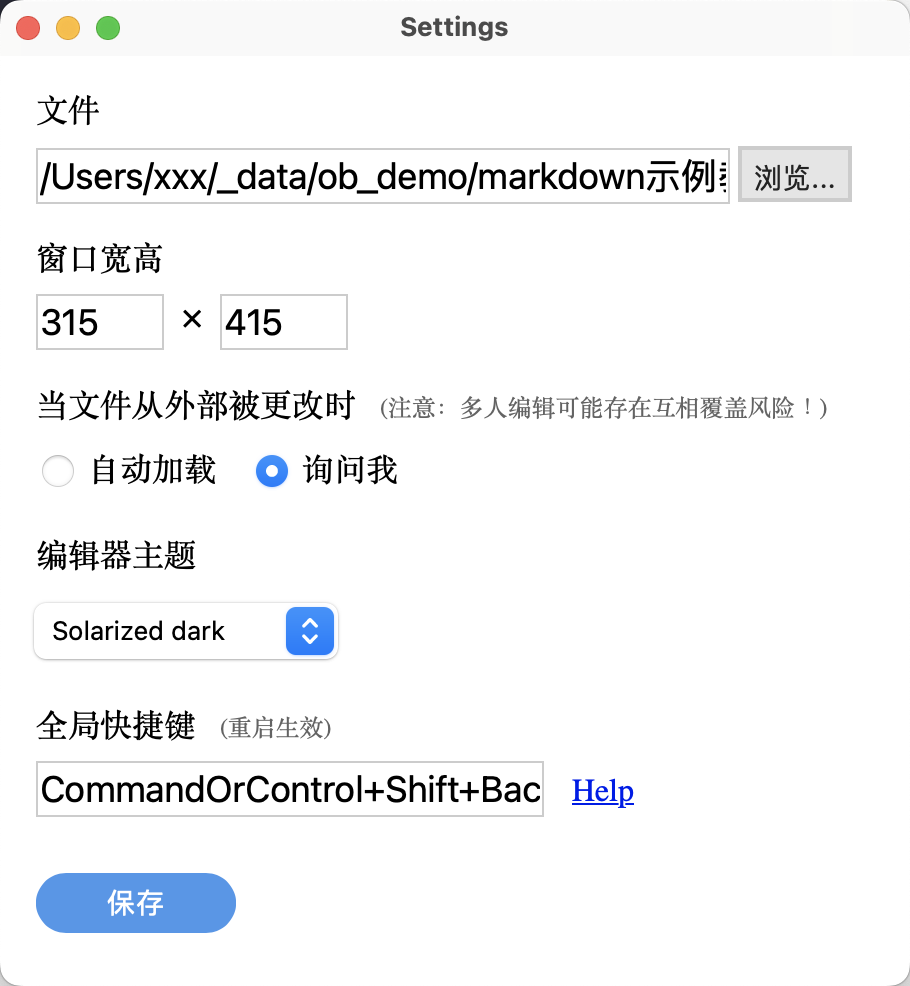 Settings
文件
/Users/xxx/_data/ob_demo/markdown示例 浏览...
窗口宽高
315 × 415
当文件从外部被更改时 (注意：多人编辑可能存在互相覆盖风险！)
自动加载 询问我
编辑器主题
Solarized dark
全局快捷键 (重启生效)
CommandOrControl+Shift+Bac Help
保存